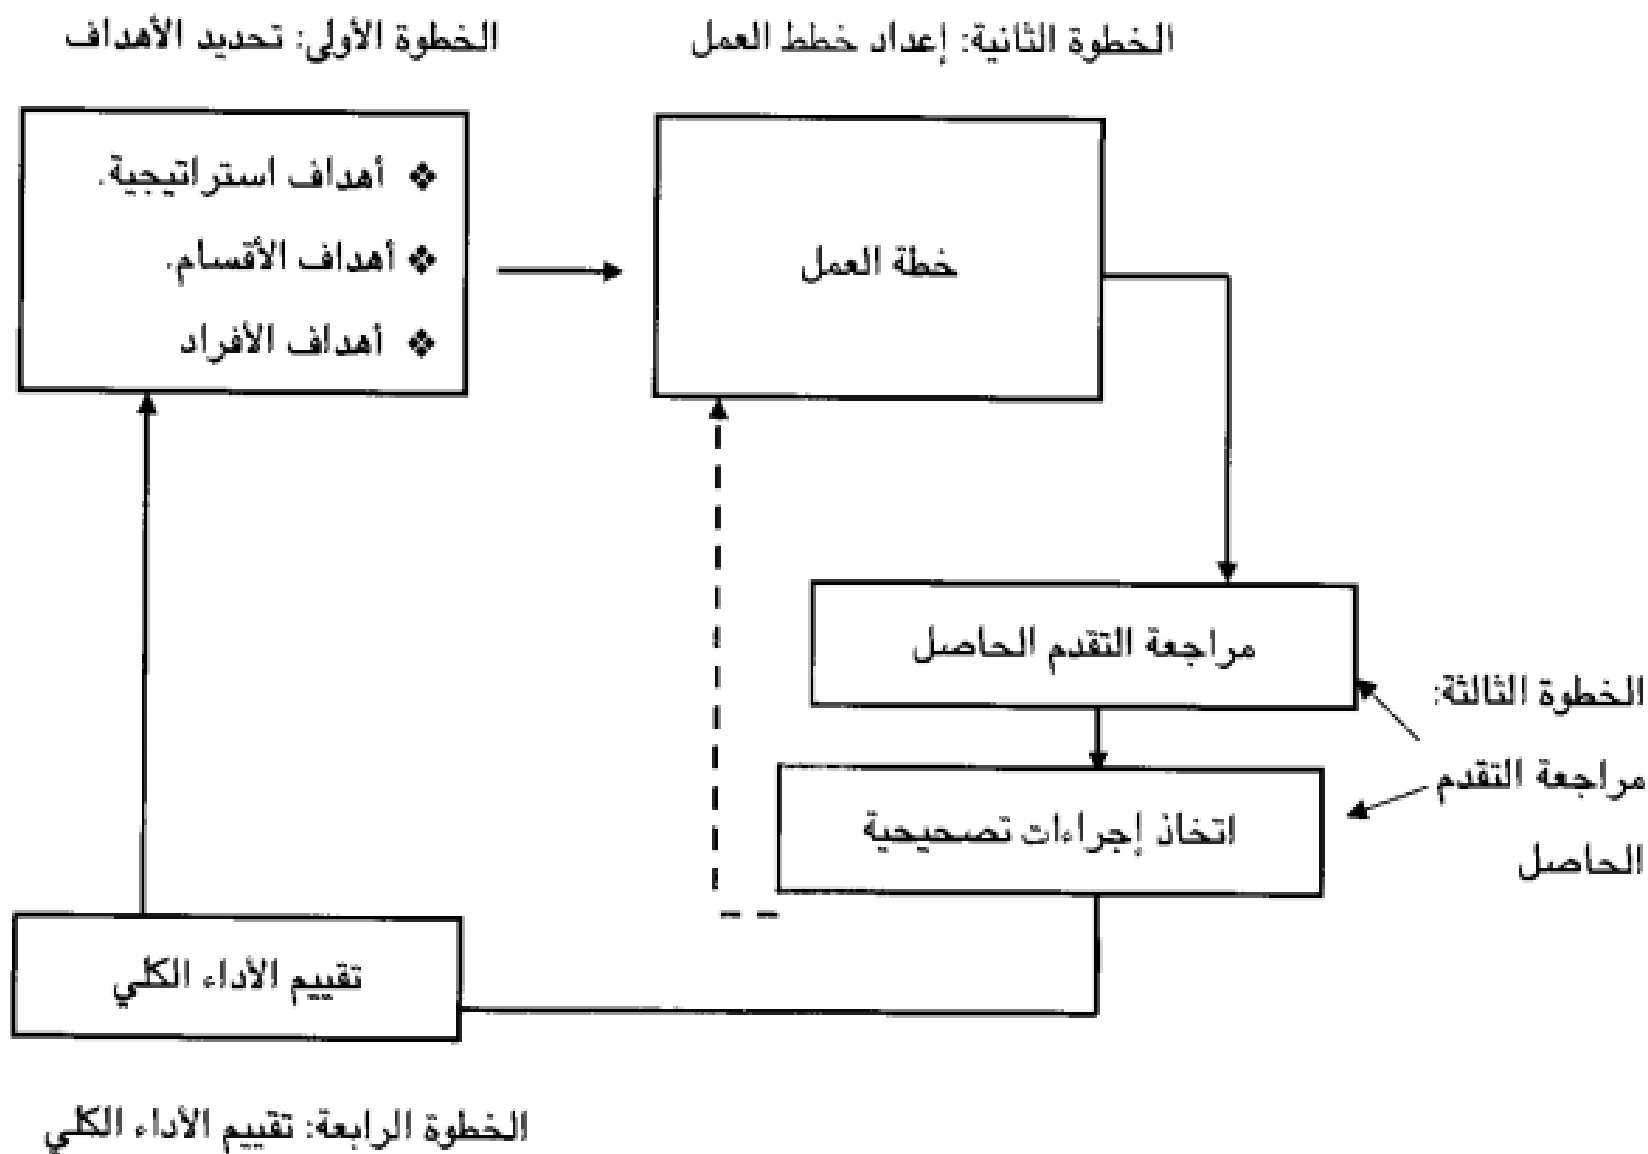 الخطوة الأولى: تحديد الأهداف
الخطوة الثانية: إعداد خطط العمل
❖ أهداف استراتيجية.
❖ أهداف الأقسام.
❖ أهداف الأفراد
خطة العمل
مراجعة التقدم الحاصل
الخطوة الثالثة:
مراجعة التقدم
الحاصل
اتخاذ إجراءات تصحيحية
تقييم الأداء الكلي
الخطوة الرابعة: تقييم الأداء الكلي